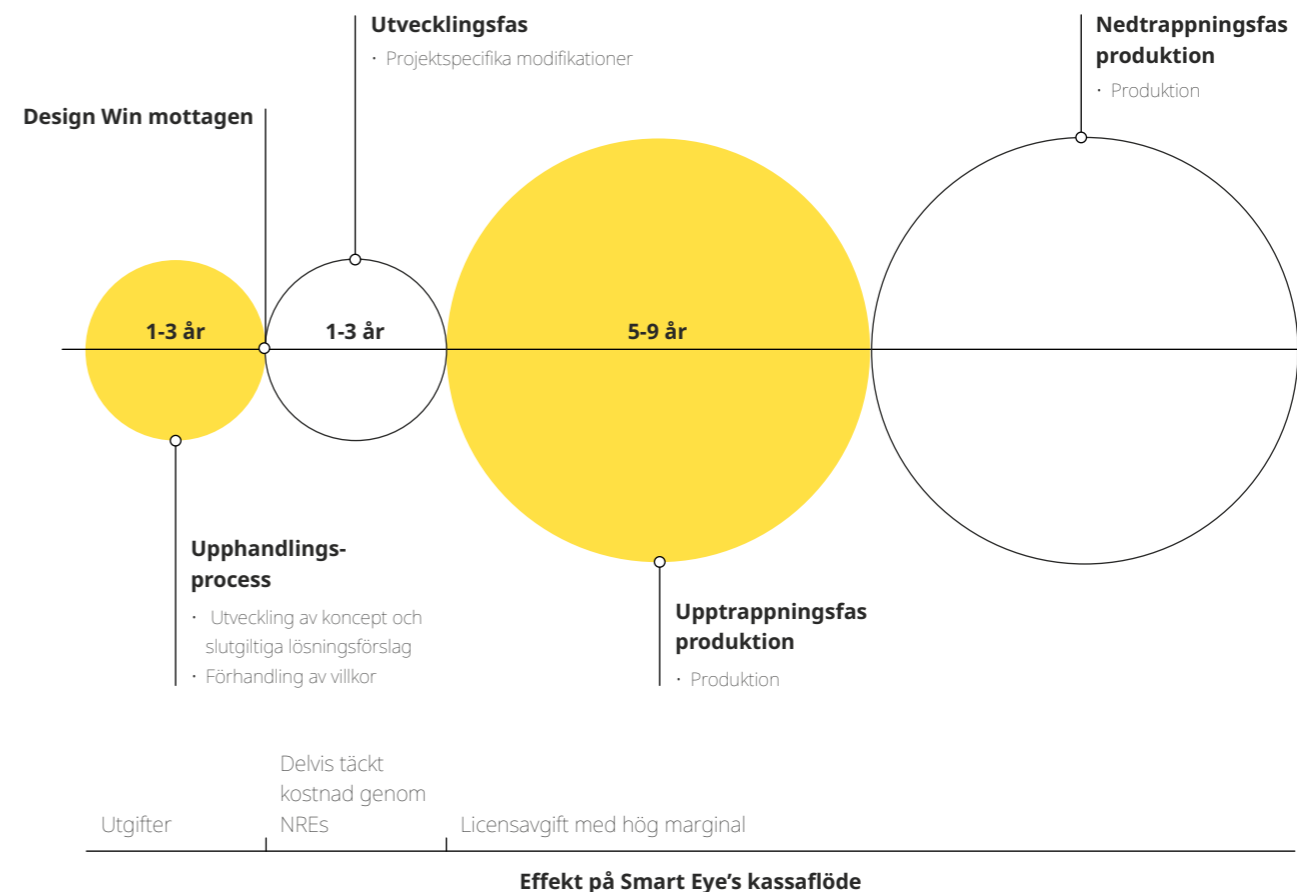 Utvecklingsfas
· Projektspecifika modifikationer
Nedtrappningsfas
produktion
· Produktion
Design Win mottagen
1-3 år
1-3 år
5-9 år
Upphandlings-
process
· Utveckling av koncept och
slutgiltiga lösningsförslag
· Förhandling av villkor
Upptrappningsfas
produktion
· Produktion
Utgifter
Delvis täckt
kostnad genom
NREs
Licensavgift med hög marginal
Effekt på Smart Eye's kassaflöde